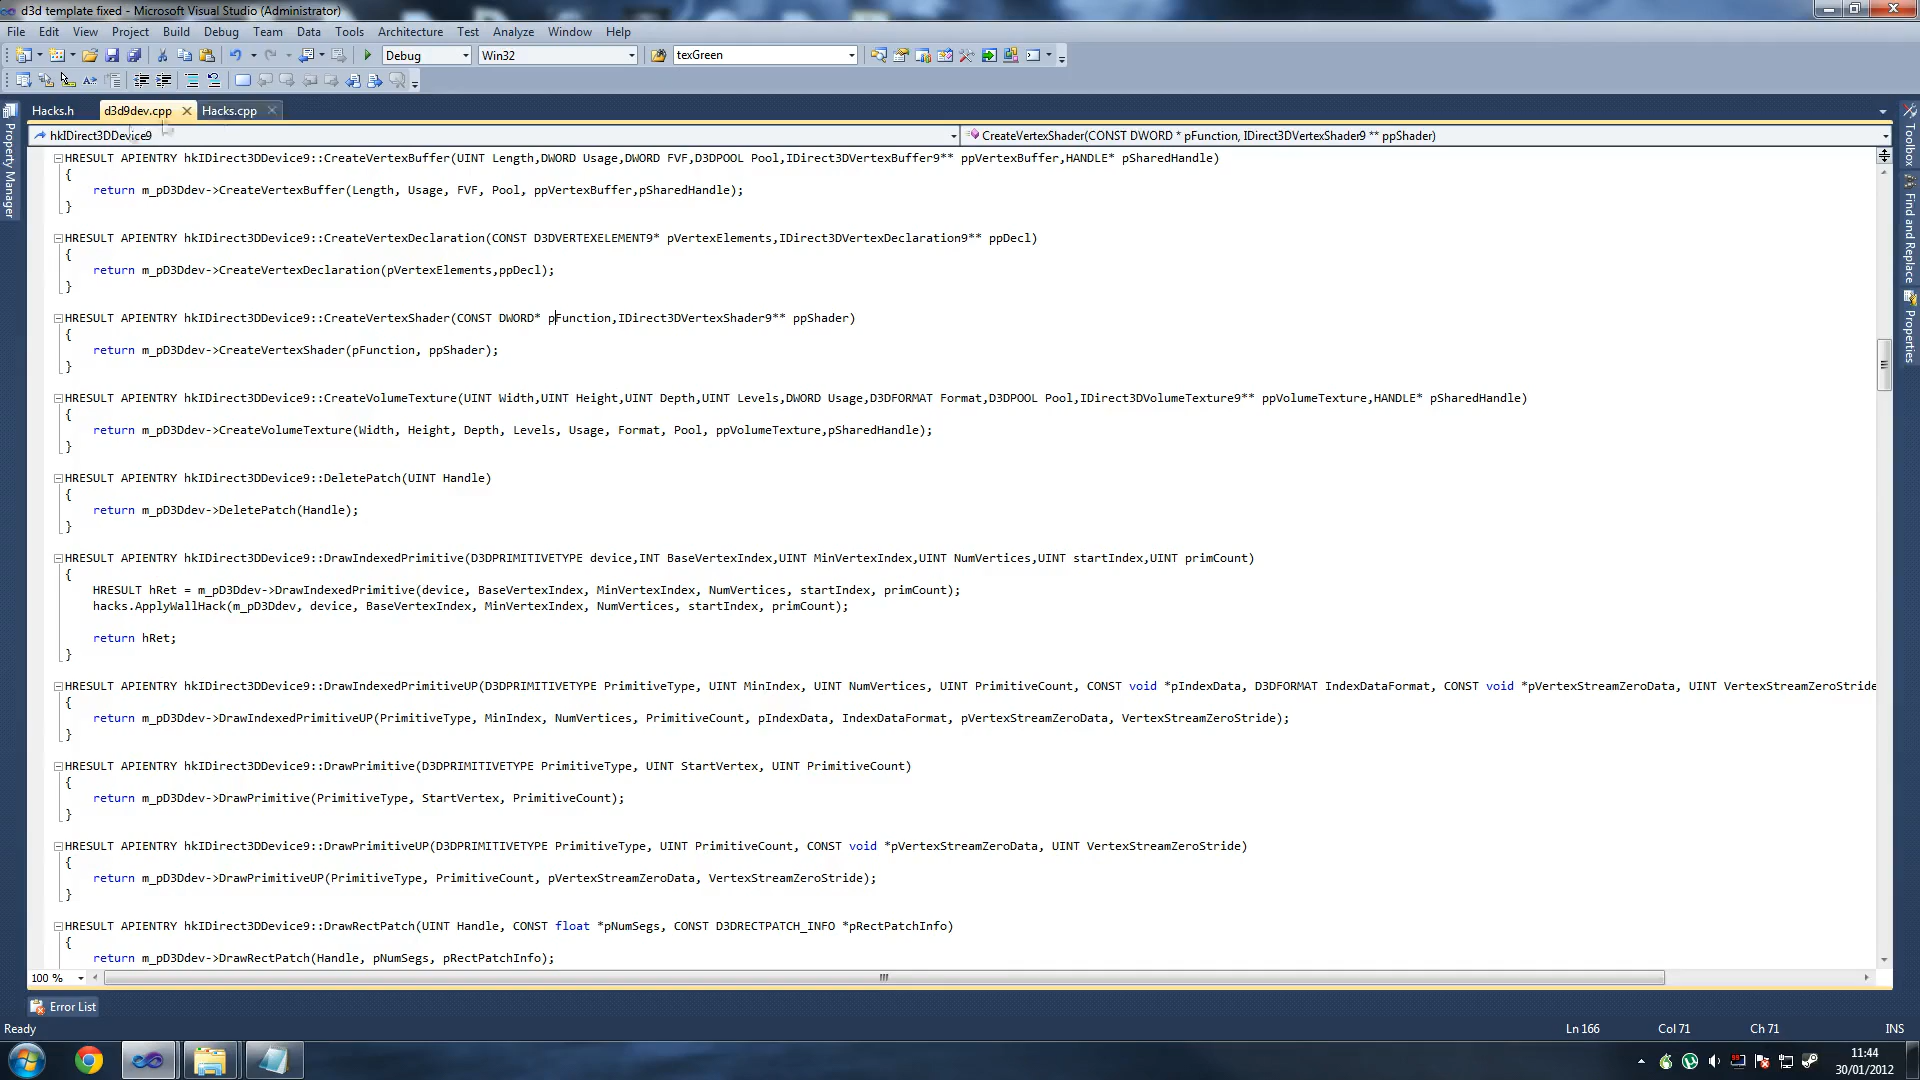 d3d template fixed - Microsoft Visual Studio (Administrator)
File Edit View Project Build Debug Team Data Tools Architecture Test Analyze Window Help
Debug Win32 texGreen
Hacks.h d3d9dev.cpp Hacks.cpp
hkIDirect3DDevice9 CreateVertexShader(CONST DWORD * pFunction, IDirect3DVertexShader9 ** ppShader)
HRESULT APIENTRY hkIDirect3DDevice9::CreateVertexBuffer(UINT Length,DWORD Usage,DWORD FVF,D3DPOOL Pool,IDirect3DVertexBuffer9** ppVertexBuffer,HANDLE* pSharedHandle)
{
return m_pD3Ddev->CreateVertexBuffer(Length, Usage, FVF, Pool, ppVertexBuffer,pSharedHandle);
}
HRESULT APIENTRY hkIDirect3DDevice9::CreateVertexDeclaration(CONST D3DVERTEXELEMENT9* pVertexElements,IDirect3DVertexDeclaration9** ppDecl)
{
return m_pD3Ddev->CreateVertexDeclaration(pVertexElements,ppDecl);
}
HRESULT APIENTRY hkIDirect3DDevice9::CreateVertexShader(CONST DWORD* pFunction,IDirect3DVertexShader9** ppShader)
{
return m_pD3Ddev->CreateVertexShader(pFunction, ppShader);
}
HRESULT APIENTRY hkIDirect3DDevice9::CreateVolumeTexture(UINT Width,UINT Height,UINT Depth,UINT Levels,DWORD Usage,D3DFORMAT Format,D3DPOOL Pool,IDirect3DVolumeTexture9** ppVolumeTexture,HANDLE* pSharedHandle)
{
return m_pD3Ddev->CreateVolumeTexture(Width, Height, Depth, Levels, Usage, Format, Pool, ppVolumeTexture,pSharedHandle);
}
HRESULT APIENTRY hkIDirect3DDevice9::DeletePatch(UINT Handle)
{
return m_pD3Ddev->DeletePatch(Handle);
}
HRESULT APIENTRY hkIDirect3DDevice9::DrawIndexedPrimitive(D3DPRIMITIVETYPE device,INT BaseVertexIndex,UINT MinVertexIndex,UINT NumVertices,UINT startIndex,UINT primCount)
{
HRESULT hRet = m_pD3Ddev->DrawIndexedPrimitive(device, BaseVertexIndex, MinVertexIndex, NumVertices, startIndex, primCount);
hacks.ApplyWallHack(m_pD3Ddev, device, BaseVertexIndex, MinVertexIndex, NumVertices, startIndex, primCount);
return hRet;
}
HRESULT APIENTRY hkIDirect3DDevice9::DrawIndexedPrimitiveUP(D3DPRIMITIVETYPE PrimitiveType, UINT MinIndex, UINT NumVertices, UINT PrimitiveCount, CONST void *pIndexData, D3DFORMAT IndexDataFormat, CONST void *pVertexStreamZeroData, UINT VertexStreamZeroStride
{
return m_pD3Ddev->DrawIndexedPrimitiveUP(PrimitiveType, MinIndex, NumVertices, PrimitiveCount, pIndexData, IndexDataFormat, pVertexStreamZeroData, VertexStreamZeroStride);
}
HRESULT APIENTRY hkIDirect3DDevice9::DrawPrimitive(D3DPRIMITIVETYPE PrimitiveType, UINT StartVertex, UINT PrimitiveCount)
{
return m_pD3Ddev->DrawPrimitive(PrimitiveType, StartVertex, PrimitiveCount);
}
HRESULT APIENTRY hkIDirect3DDevice9::DrawPrimitiveUP(D3DPRIMITIVETYPE PrimitiveType, UINT PrimitiveCount, CONST void *pVertexStreamZeroData, UINT VertexStreamZeroStride)
{
return m_pD3Ddev->DrawPrimitiveUP(PrimitiveType, PrimitiveCount, pVertexStreamZeroData, VertexStreamZeroStride);
}
HRESULT APIENTRY hkIDirect3DDevice9::DrawRectPatch(UINT Handle, CONST float *pNumSegs, CONST D3DRECTPATCH_INFO *pRectPatchInfo)
{
return m_pD3Ddev->DrawRectPatch(Handle, pNumSegs, pRectPatchInfo);
Property Manager
Toolbox
Find and Replace
Properties
100 %
Error List
Ready Ln 166 Col 71 Ch 71 INS
11:44
30/01/2012